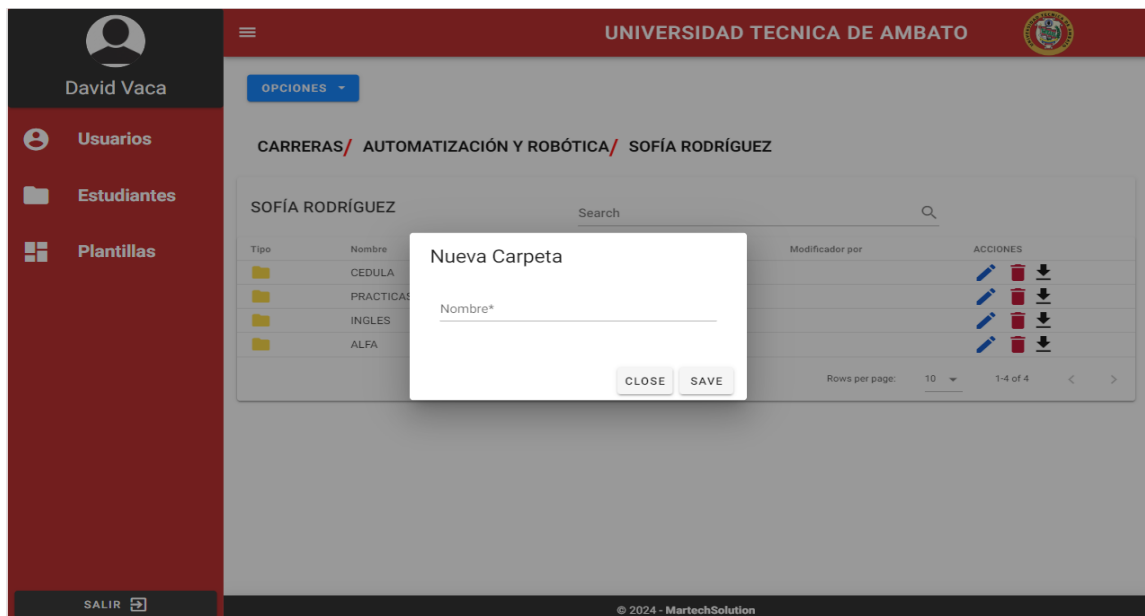 UNIVERSIDAD TECNICA DE AMBATO
David Vaca
OPCIONES
Usuarios
Estudiantes
Plantillas
CARRERAS/ AUTOMATIZACIÓN Y ROBÓTICA/ SOFÍA RODRÍGUEZ
SOFÍA RODRÍGUEZ
Search
Tipo Nombre Modificador por ACCIONES
CEDULA
PRACTICAS
INGLES
ALFA
Nueva Carpeta
Nombre*
CLOSE SAVE
Rows per page: 10 1-4 of 4
SALIR
© 2024 - MartechSolution